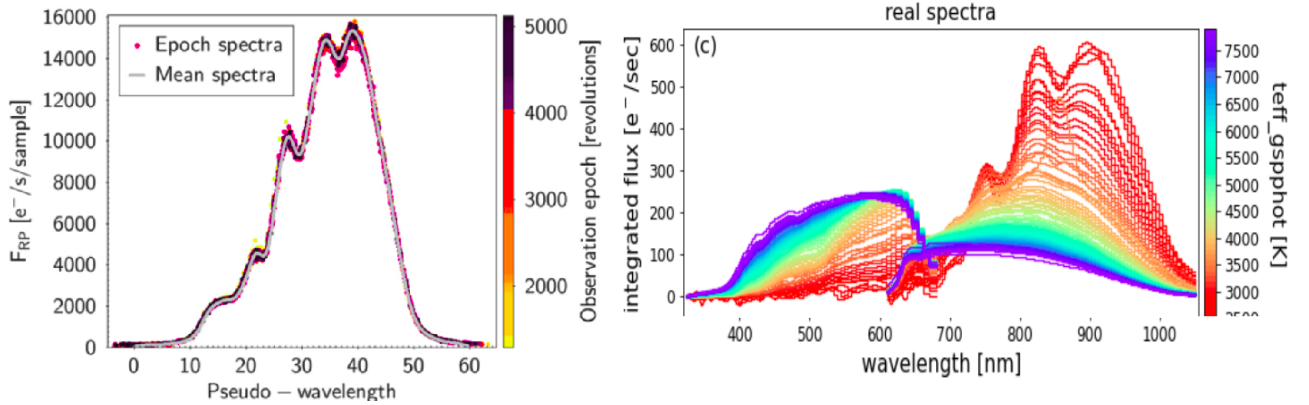 16000
14000
12000
10000
8000
6000
4000
2000
0
F_RP [e⁻/s/sample]
Epoch spectra
Mean spectra
0 10 20 30 40 50 60
Pseudo − wavelength
5000
4000
3000
2000
Observation epoch [revolutions]
real spectra
(c)
600
500
400
300
200
100
0
integrated flux [e⁻/sec]
400 500 600 700 800 900 1000
wavelength [nm]
7500
7000
6500
6000
5500
5000
4500
4000
3500
3000
2500
teff_gspphot [K]